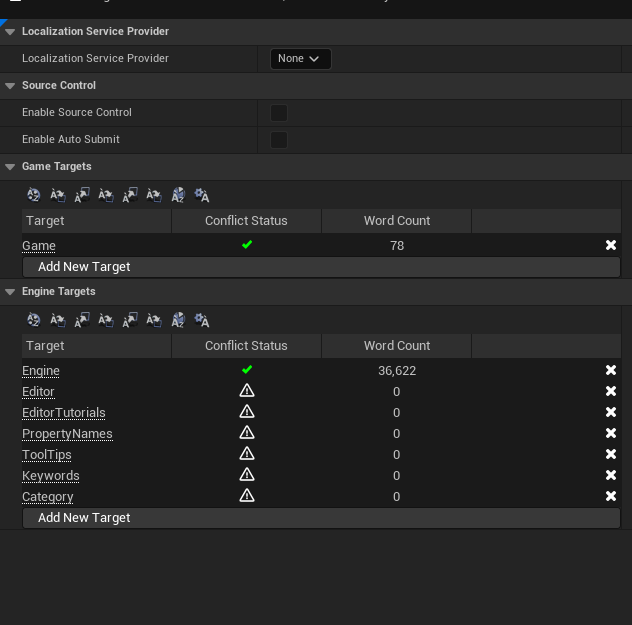 Localization Service Provider
Localization Service Provider None
Source Control
Enable Source Control
Enable Auto Submit
Game Targets
Target Conflict Status Word Count
Game 78
Add New Target
Engine Targets
Target Conflict Status Word Count
Engine 36,622
Editor 0
EditorTutorials 0
PropertyNames 0
ToolTips 0
Keywords 0
Category 0
Add New Target